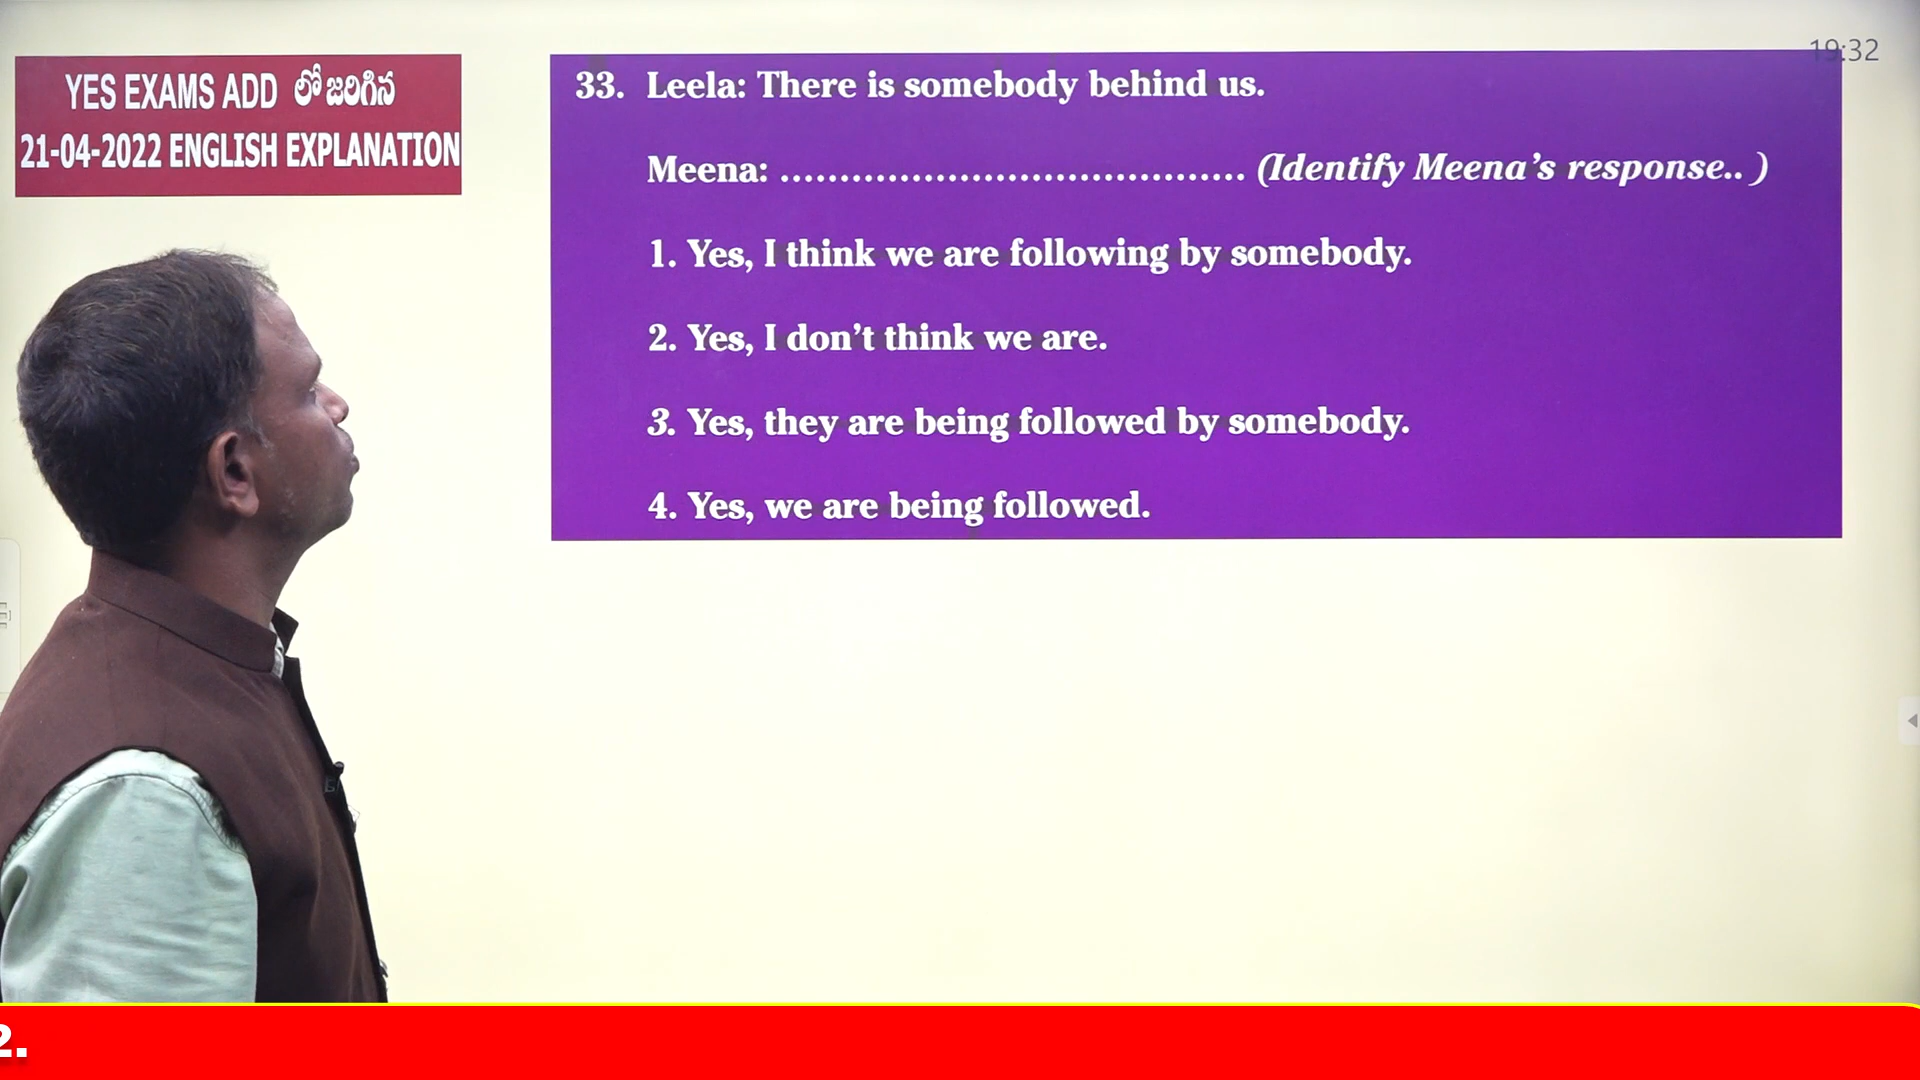 YES EXAMS ADD లో జరిగిన
21-04-2022 ENGLISH EXPLANATION
19:32
33. Leela: There is somebody behind us.
Meena: ...................................... (Identify Meena’s response.. )
1. Yes, I think we are following by somebody.
2. Yes, I don’t think we are.
3. Yes, they are being followed by somebody.
4. Yes, we are being followed.
2.